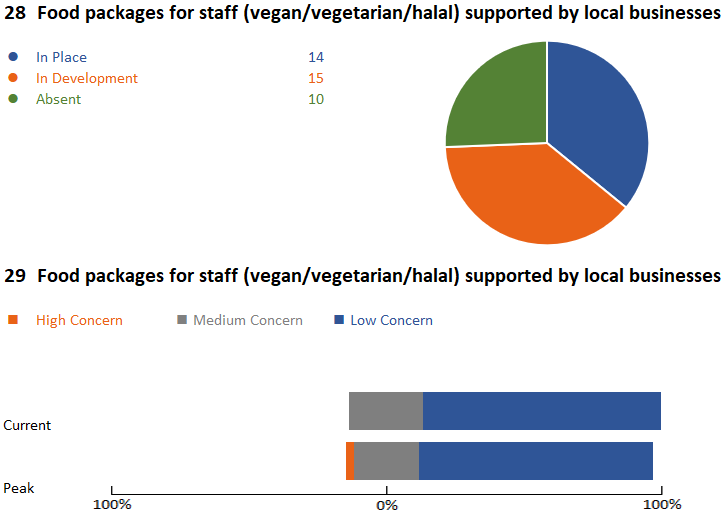 28 Food packages for staff (vegan/vegetarian/halal) supported by local businesses
In Place 14
In Development 15
Absent 10
29 Food packages for staff (vegan/vegetarian/halal) supported by local businesses
High Concern Medium Concern Low Concern
Current
Peak
100% 0% 100%